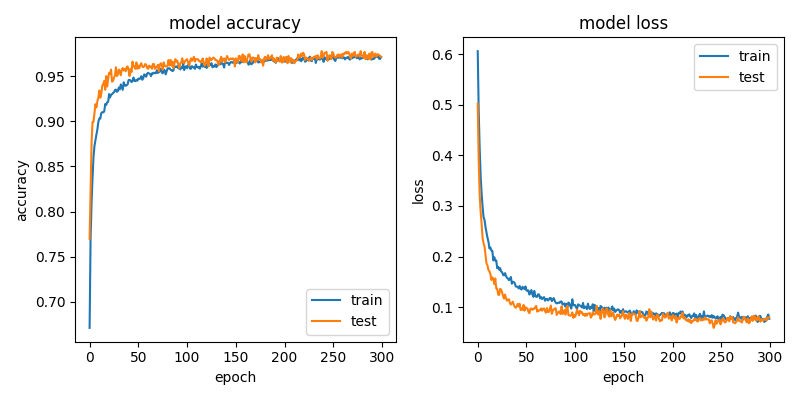 model accuracy
0.95
0.90
0.85
0.80
0.75
0.70
accuracy
train
test
0 50 100 150 200 250 300
epoch
model loss
0.6
0.5
0.4
0.3
0.2
0.1
loss
train
test
0 50 100 150 200 250 300
epoch